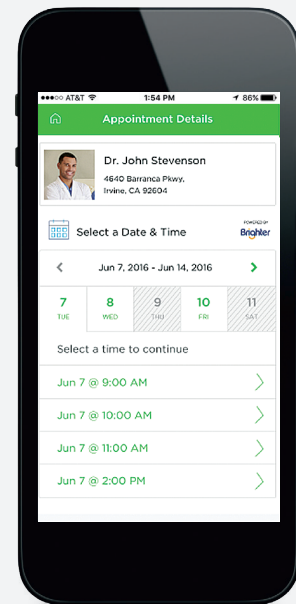 AT&T 1:54 PM 86%
Appointment Details
Dr. John Stevenson
4640 Barranca Pkwy,
Irvine, CA 92604
Select a Date & Time
POWERED BY
Brighter
Jun 7, 2016 - Jun 14, 2016
7 8 9 10 11
TUE WED THU FRI SAT
Select a time to continue
Jun 7 @ 9:00 AM
Jun 7 @ 10:00 AM
Jun 7 @ 11:00 AM
Jun 7 @ 2:00 PM